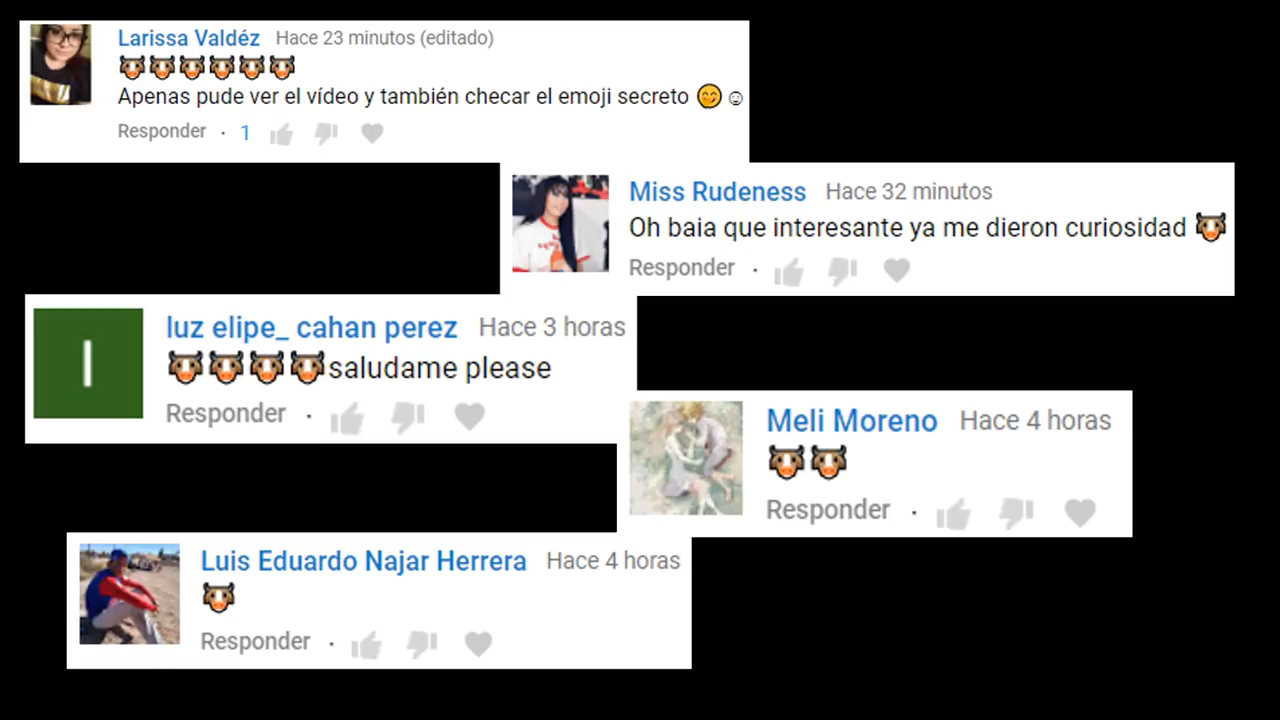 Larissa Valdéz Hace 23 minutos (editado)
🐮🐮🐮🐮🐮🐮
Apenas pude ver el vídeo y también checar el emoji secreto 😋☺
Responder · 1
Miss Rudeness Hace 32 minutos
Oh baia que interesante ya me dieron curiosidad 🐮
Responder ·
I
luz elipe_ cahan perez Hace 3 horas
🐮🐮🐮🐮saludame please
Responder ·
Meli Moreno Hace 4 horas
🐮🐮
Responder ·
Luis Eduardo Najar Herrera Hace 4 horas
🐮
Responder ·